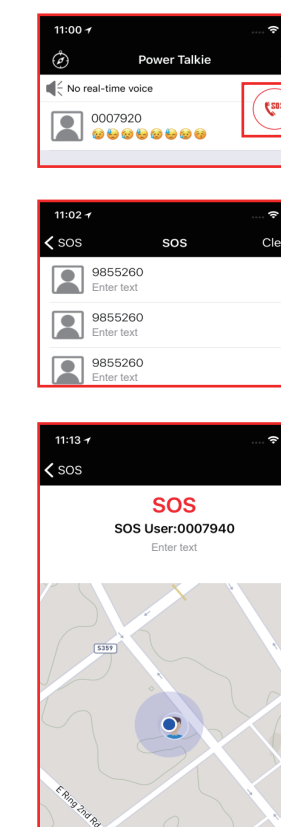 11:00
Power Talkie
No real-time voice
SOS
0007920
11:02
SOS
SOS
Cle
9855260
Enter text
9855260
Enter text
9855260
Enter text
11:13
SOS
SOS
SOS User:0007940
Enter text
S359
E Ring 2nd Rd